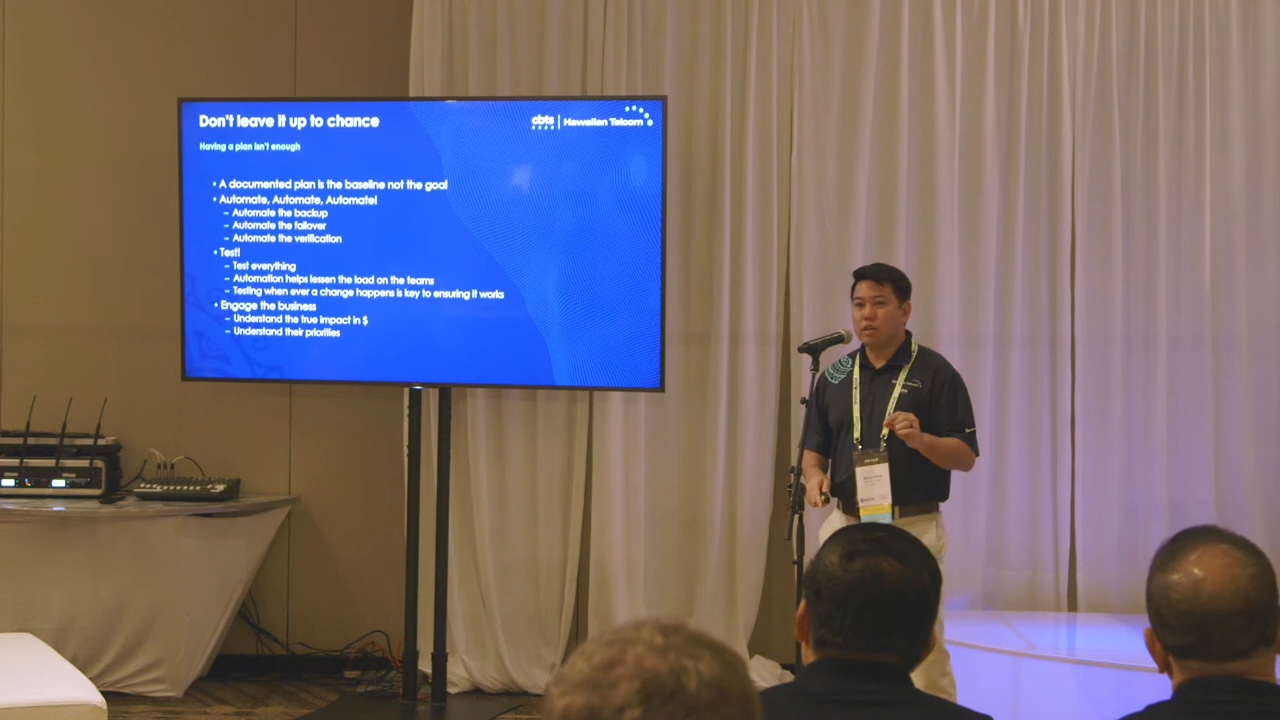 Don't leave it up to chance
cbts | Hawaiian Telcom
Having a plan isn't enough
• A documented plan is the baseline not the goal
• Automate, Automate, Automate!
– Automate the backup
– Automate the failover
– Automate the verification
• Test!
– Test everything
– Automation helps lessen the load on the teams
– Testing when ever a change happens is key to ensuring it works
• Engage the business
– Understand the true impact in $
– Understand their priorities